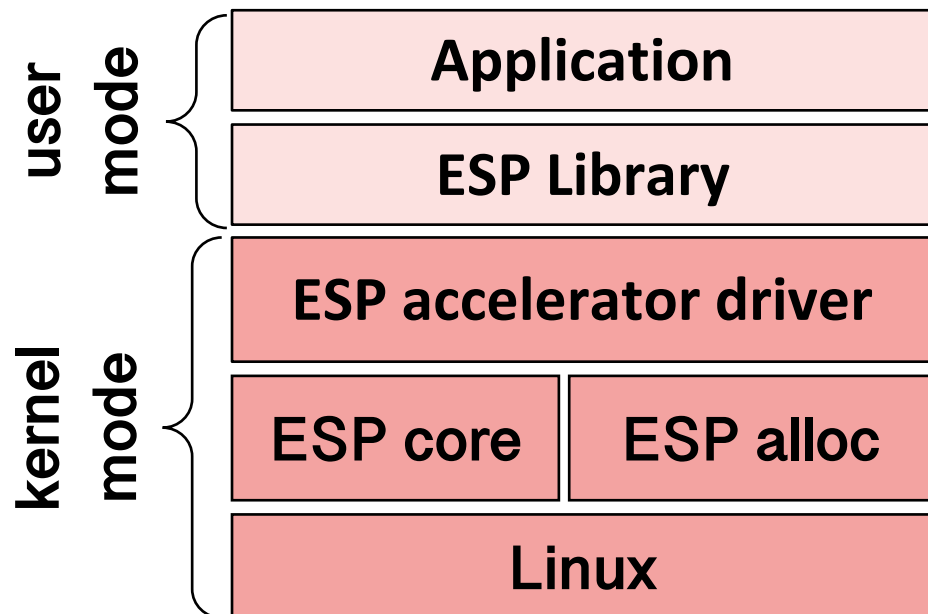 user
mode
Application
ESP Library
kernel
mode
ESP accelerator driver
ESP core
ESP alloc
Linux